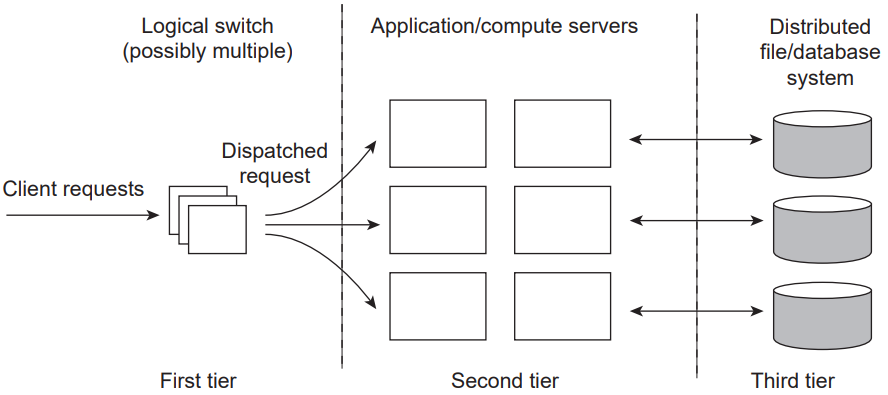 Logical switch
(possibly multiple)
Application/compute servers
Distributed
file/database
system
Dispatched
request
Client requests
First tier
Second tier
Third tier